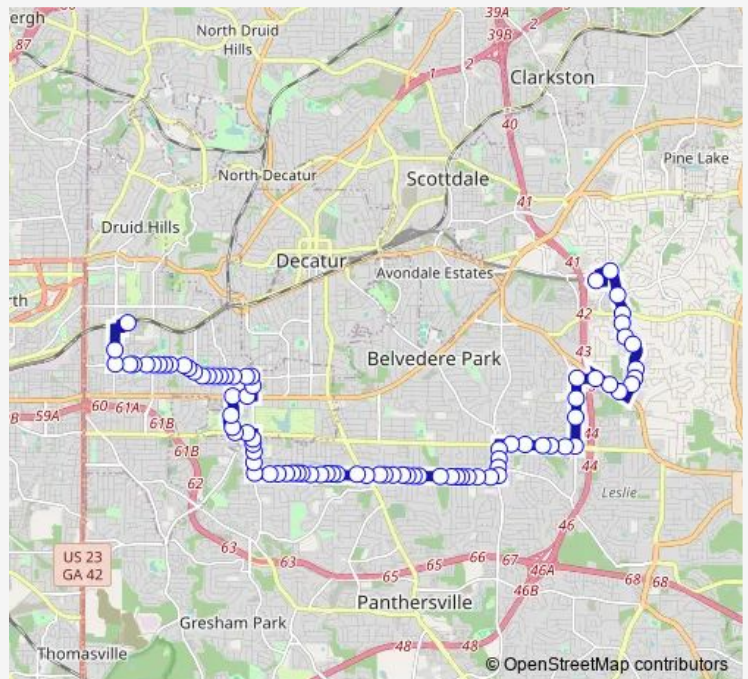 ergh
87
North Druid
Hills
39A
39B
2
2
1
Clarkston
40
Pine Lake
North Decatur
Scottdale
41
Druid Hills
Decatur
Avondale Estates
41
rth
42
43
Belvedere Park
B
59A
60
61A
61B
61B
62
44
44
Leslie
46
63
63
65
65
66
67
46A
68
68
46B
US 23
GA 42
Panthersville
Gresham Park
48
48
Thomasville
© OpenStreetMap contributors